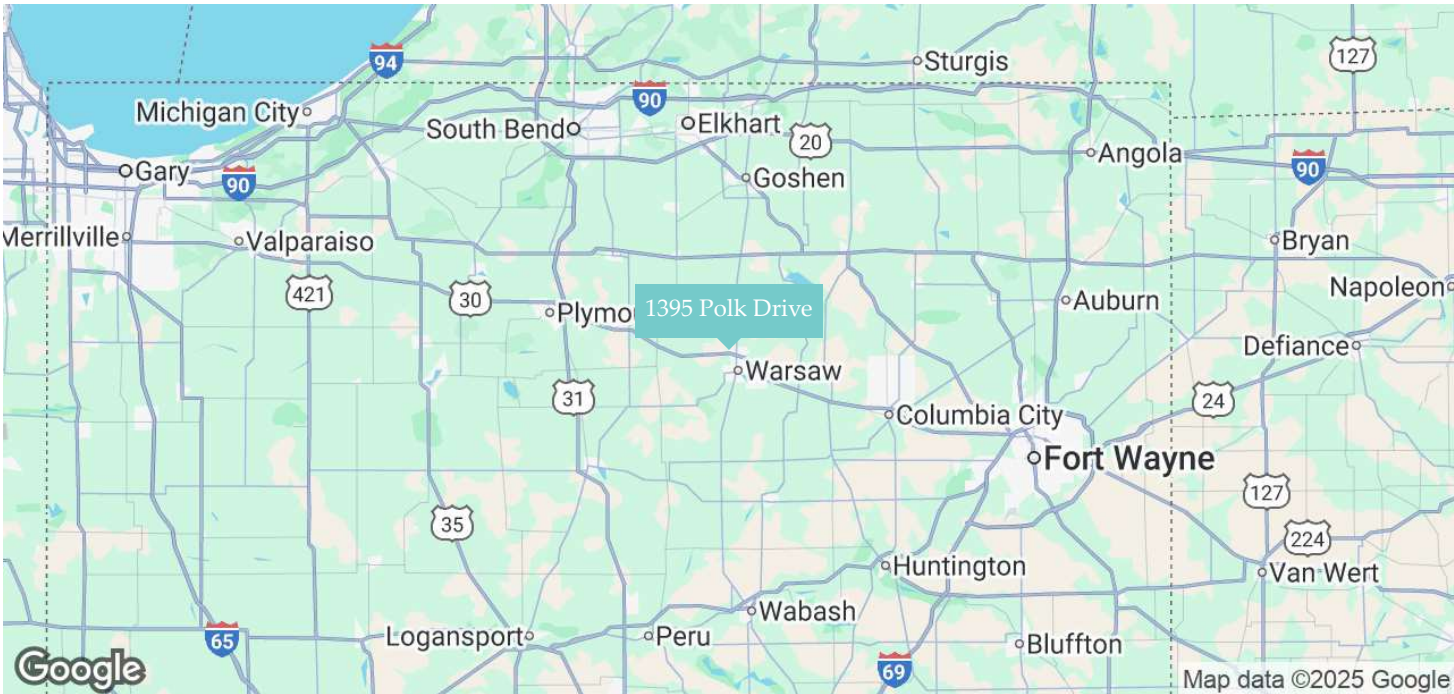 94
Sturgis
127
Michigan City
90
South Bend
Elkhart
20
Angola
90
Gary
90
Goshen
Merrillville
Valparaiso
Bryan
421
30
Napoleon
Auburn
1395 Polk Drive
Plymou
Defiance
Warsaw
31
24
Columbia City
Fort Wayne
127
35
224
Huntington
Van Wert
Wabash
65
Logansport
Peru
Bluffton
69
Google
Map data ©2025 Google